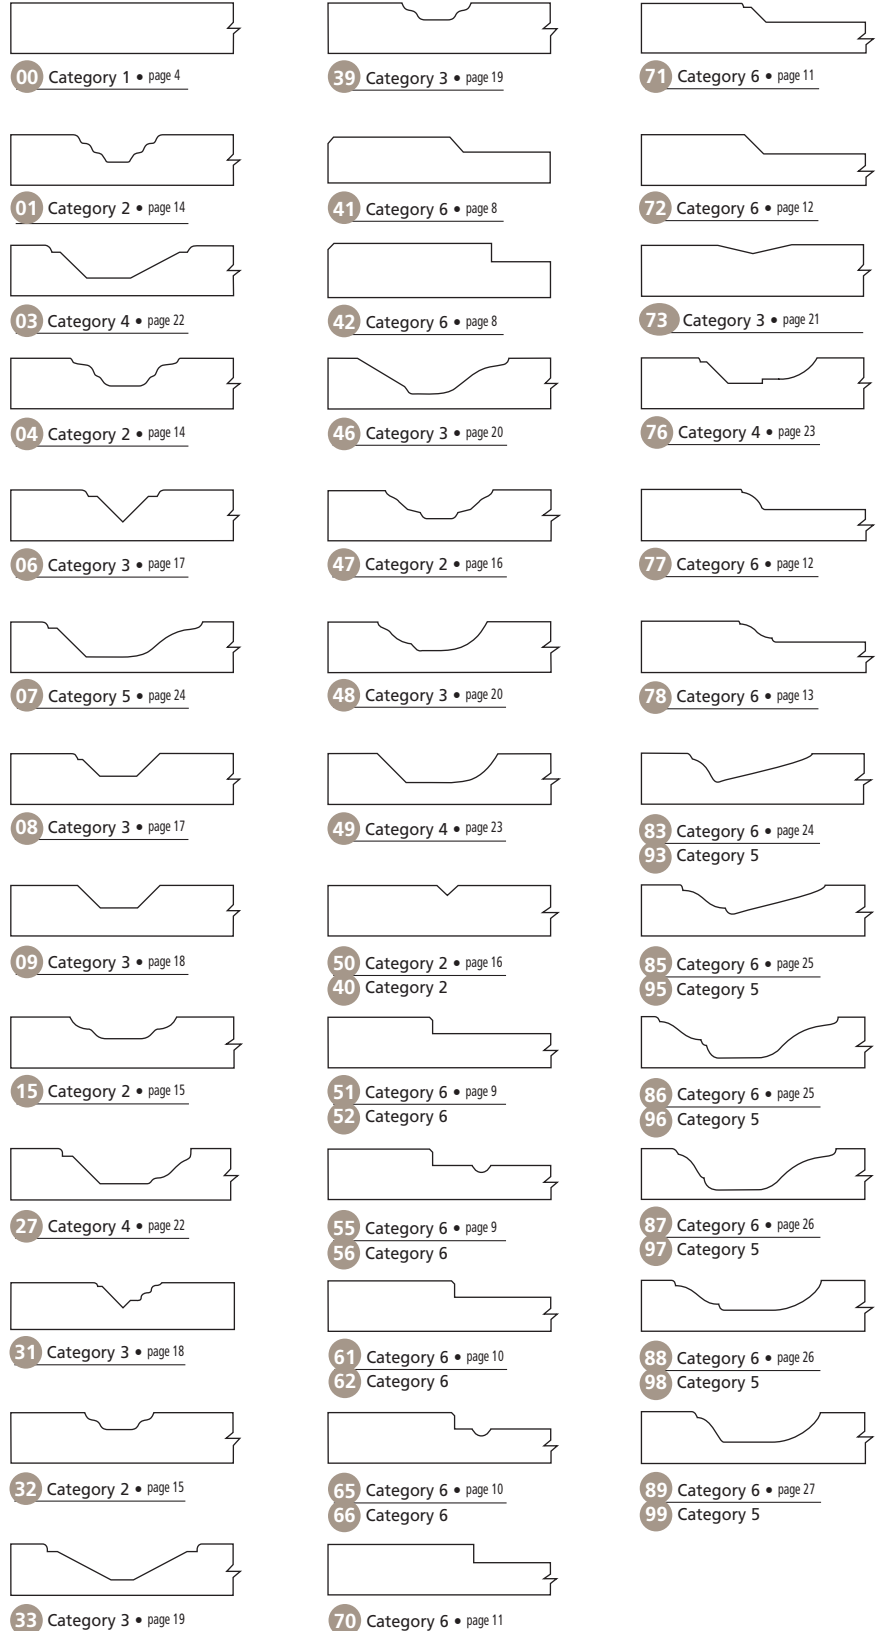 00 Category 1 • page 4
01 Category 2 • page 14
03 Category 4 • page 22
04 Category 2 • page 14
06 Category 3 • page 17
07 Category 5 • page 24
08 Category 3 • page 17
09 Category 3 • page 18
15 Category 2 • page 15
27 Category 4 • page 22
31 Category 3 • page 18
32 Category 2 • page 15
33 Category 3 • page 19
39 Category 3 • page 19
41 Category 6 • page 8
42 Category 6 • page 8
46 Category 3 • page 20
47 Category 2 • page 16
48 Category 3 • page 20
49 Category 4 • page 23
50 Category 2 • page 16
40 Category 2
51 Category 6 • page 9
52 Category 6
55 Category 6 • page 9
56 Category 6
61 Category 6 • page 10
62 Category 6
65 Category 6 • page 10
66 Category 6
70 Category 6 • page 11
71 Category 6 • page 11
72 Category 6 • page 12
73 Category 3 • page 21
76 Category 4 • page 23
77 Category 6 • page 12
78 Category 6 • page 13
83 Category 6 • page 24
93 Category 5
85 Category 6 • page 25
95 Category 5
86 Category 6 • page 25
96 Category 5
87 Category 6 • page 26
97 Category 5
88 Category 6 • page 26
98 Category 5
89 Category 6 • page 27
99 Category 5